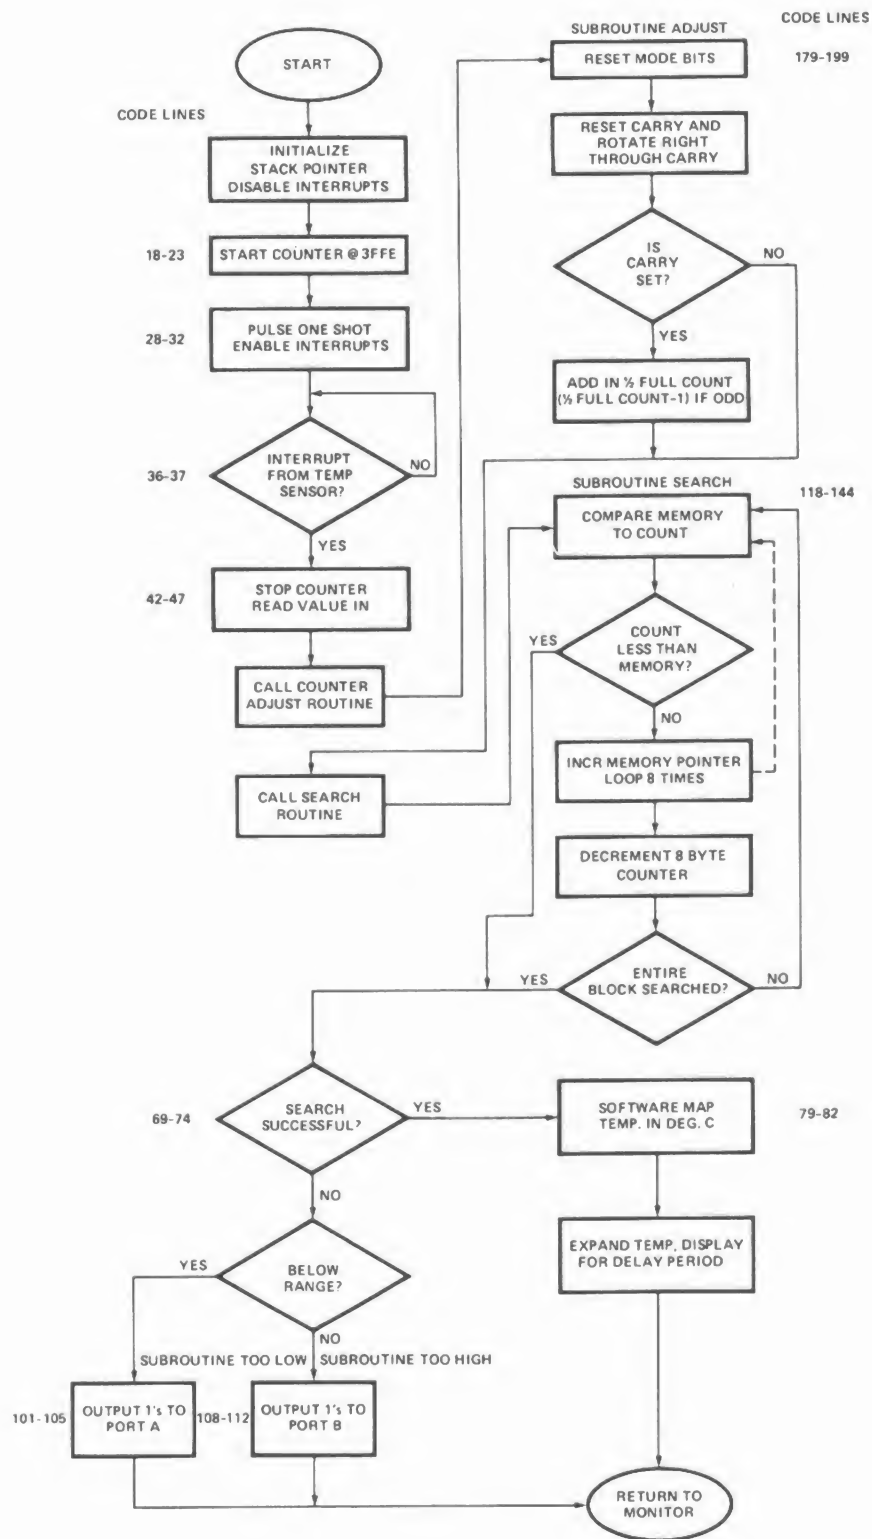 START
CODE LINES
INITIALIZE
STACK POINTER
DISABLE INTERRUPTS
18-23
START COUNTER @ 3FFE
28-32
PULSE ONE SHOT
ENABLE INTERRUPTS
36-37
INTERRUPT
FROM TEMP
SENSOR?
NO
YES
42-47
STOP COUNTER
READ VALUE IN
CALL COUNTER
ADJUST ROUTINE
CALL SEARCH
ROUTINE
CODE LINES
SUBROUTINE ADJUST
RESET MODE BITS
179-199
RESET CARRY AND
ROTATE RIGHT
THROUGH CARRY
IS
CARRY
SET?
NO
YES
ADD IN ½ FULL COUNT
(½ FULL COUNT-1) IF ODD
SUBROUTINE SEARCH
118-144
COMPARE MEMORY
TO COUNT
YES
COUNT
LESS THAN
MEMORY?
NO
INCR MEMORY POINTER
LOOP 8 TIMES
DECREMENT 8 BYTE
COUNTER
YES
ENTIRE
BLOCK SEARCHED?
NO
69-74
SEARCH
SUCCESSFUL?
YES
NO
SOFTWARE MAP
TEMP. IN DEG. C
79-82
EXPAND TEMP, DISPLAY
FOR DELAY PERIOD
YES
BELOW
RANGE?
NO
SUBROUTINE TOO LOW
SUBROUTINE TOO HIGH
101-105
OUTPUT 1's TO
PORT A
108-112
OUTPUT 1's TO
PORT B
RETURN TO
MONITOR